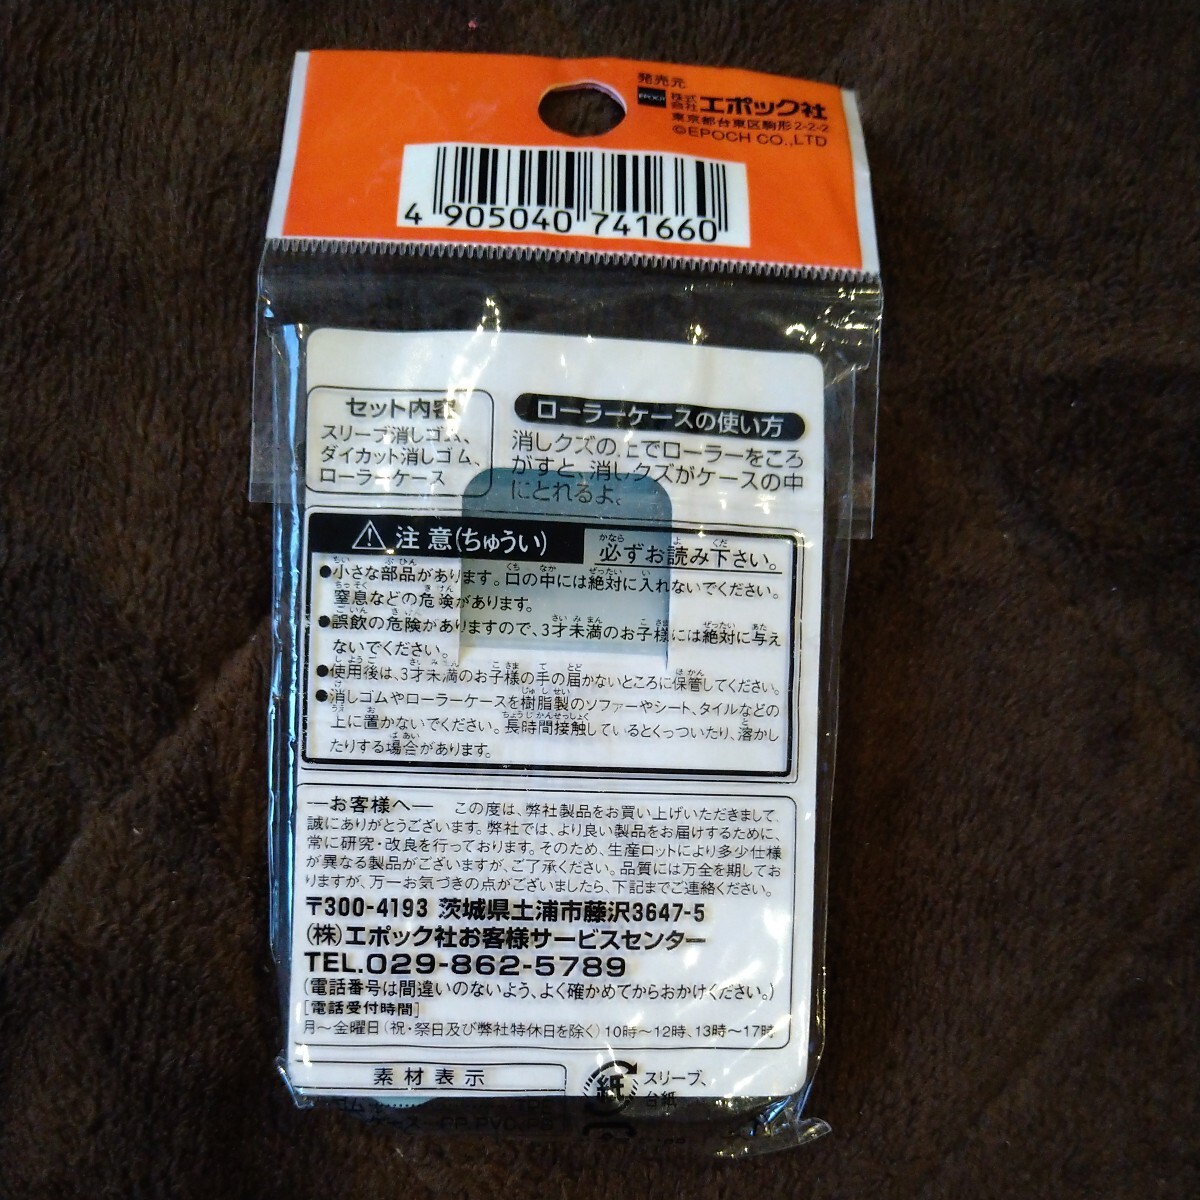 発売元
EPOCH 株式会社 エポック社
東京都台東区駒形2-2-2
©EPOCH CO.,LTD
4 905040 741660
セット内容
スリーブ消しゴム、
ダイカット消しゴム、
ローラーケース
ローラーケースの使い方
消しクズの上でローラーをころ
がすと、消しクズがケースの中
にとれるよ。
⚠注意(ちゅうい) 必ずお読み下さい。
●小さな部品があります。口の中には絶対に入れないでください。
窒息などの危険があります。
●誤飲の危険がありますので、3才未満のお子様には絶対に与え
ないでください。
●使用後は、3才未満のお子様の手の届かないところに保管してください。
●消しゴムやローラーケースを樹脂製のソファーやシート、タイルなどの
上に置かないでください。長時間接触しているとくっついたり、溶かし
たりする場合があります。
―お客様へ― この度は、弊社製品をお買い上げいただきまして、
誠にありがとうございます。弊社では、より良い製品をお届けするために、
常に研究・改良を行っております。そのため、生産ロットにより多少仕様
が異なる製品がございますが、ご了承ください。品質には万全を期してお
りますが、万一お気づきの点がございましたら、下記までご連絡ください。
〒300-4193 茨城県土浦市藤沢3647-5
(株)エポック社お客様サービスセンター
TEL.029-862-5789
(電話番号は間違いのないよう、よく確かめてからおかけください。)
[電話受付時間]
月～金曜日(祝・祭日及び弊社特休日を除く)10時～12時、13時～17時
素材表示
紙 スリーブ、
台紙
PP,PVC,PS